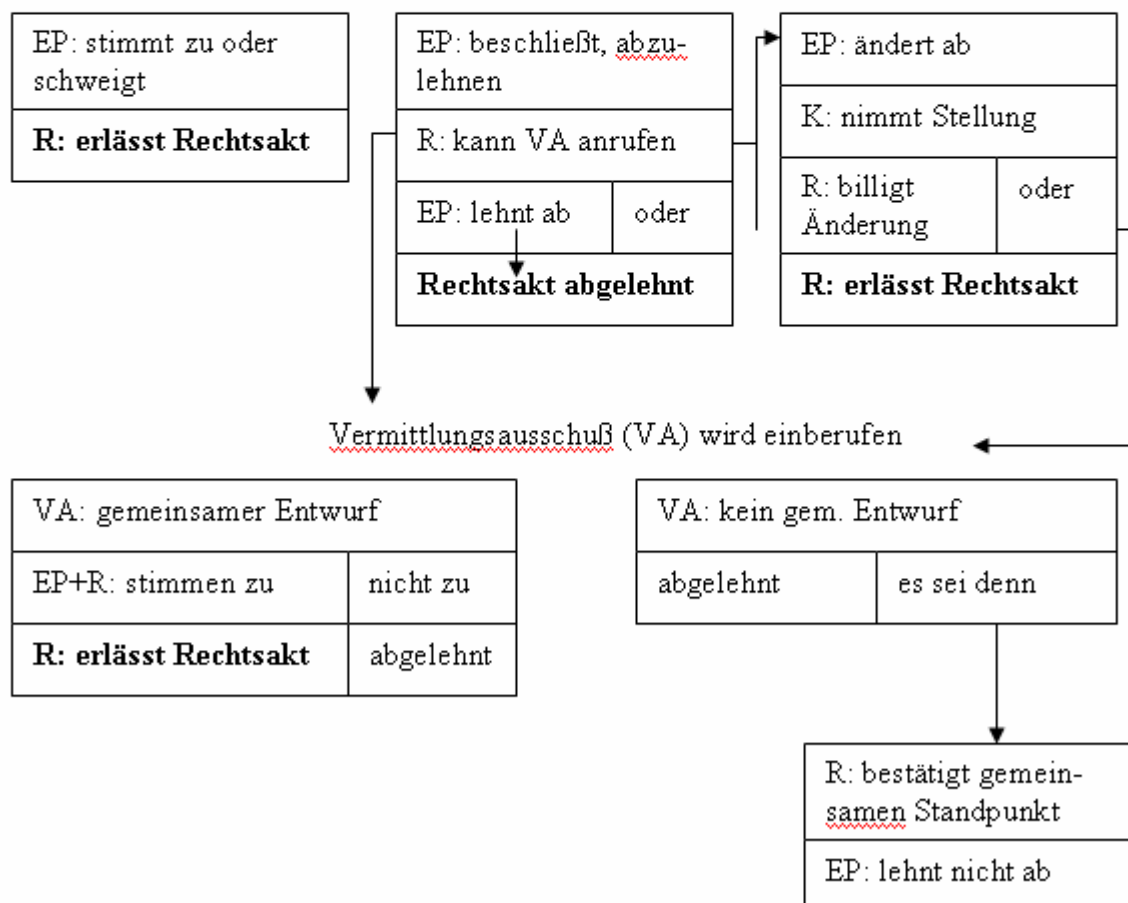 EP: stimmt zu oder
schweigt
R: erlässt Rechtsakt
EP: beschließt, abzu-
lehnen
R: kann VA anrufen
EP: lehnt ab
oder
Rechtsakt abgelehnt
EP: ändert ab
K: nimmt Stellung
R: billigt
Änderung
oder
R: erlässt Rechtsakt
Vermittlungsausschuß (VA) wird einberufen
VA: gemeinsamer Entwurf
EP+R: stimmen zu
nicht zu
R: erlässt Rechtsakt
abgelehnt
VA: kein gem. Entwurf
abgelehnt
es sei denn
R: bestätigt gemein-
samen Standpunkt
EP: lehnt nicht ab